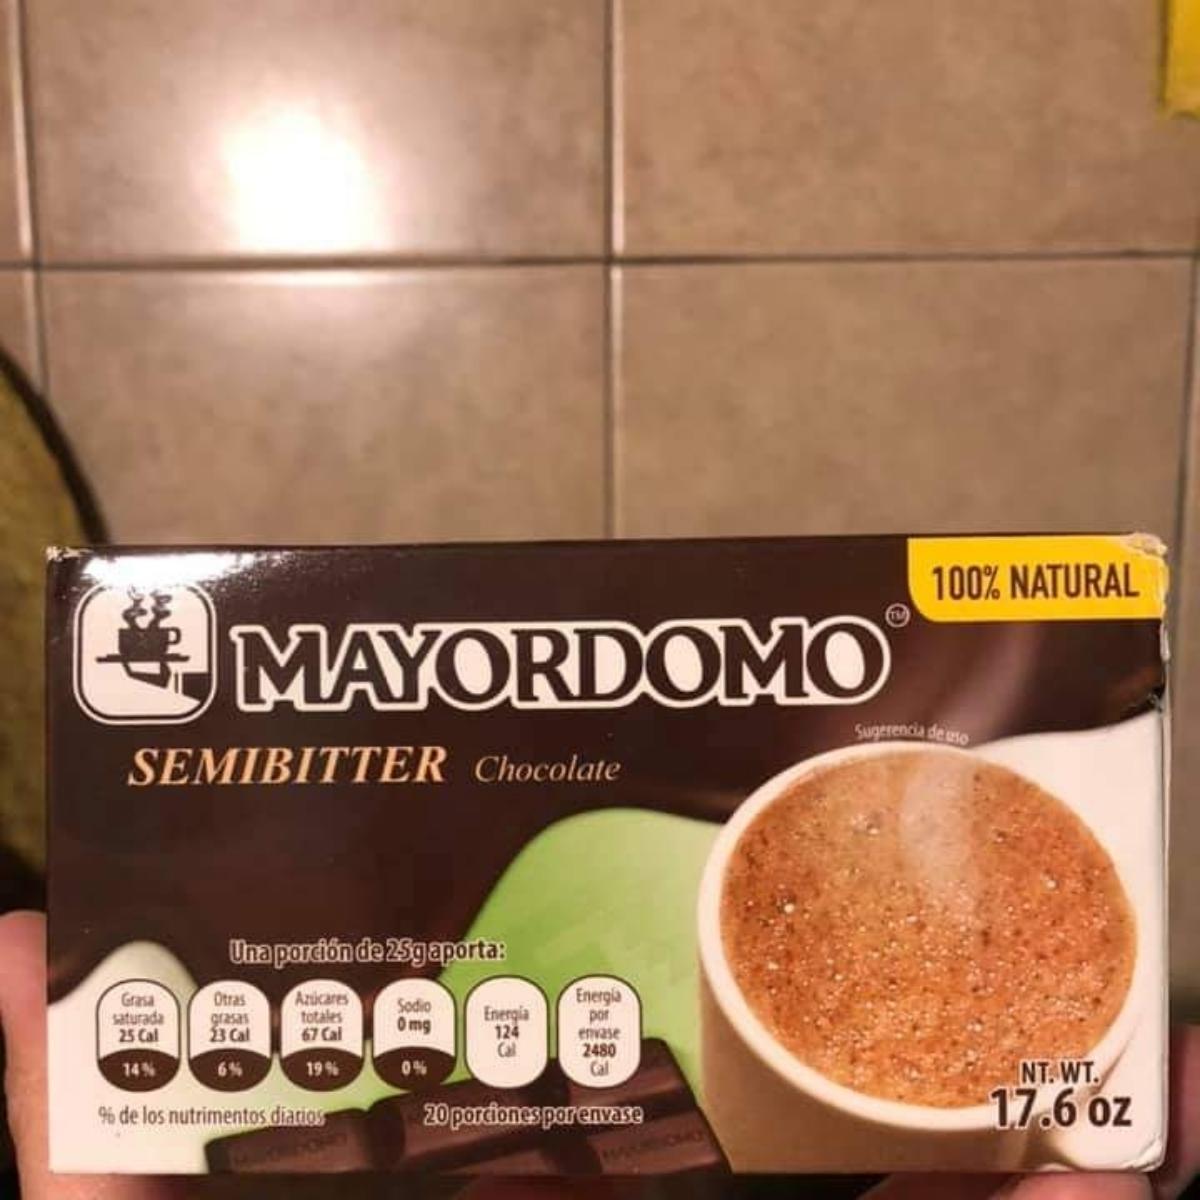 100% NATURAL
MAYORDOMO™
SEMIBITTER Chocolate
Sugerencia de uso
Una porción de 25g aporta:
Grasa
saturada
25 Cal
14 %
Otras
grasas
23 Cal
6 %
Azúcares
totales
67 Cal
19 %
Sodio
0 mg
0 %
Energía
124
Cal
Energía
por
envase
2480
Cal
% de los nutrimentos diarios
20 porciones por envase
NT. WT.
17.6 oz
MAYORDOMO
MAYORDOMO